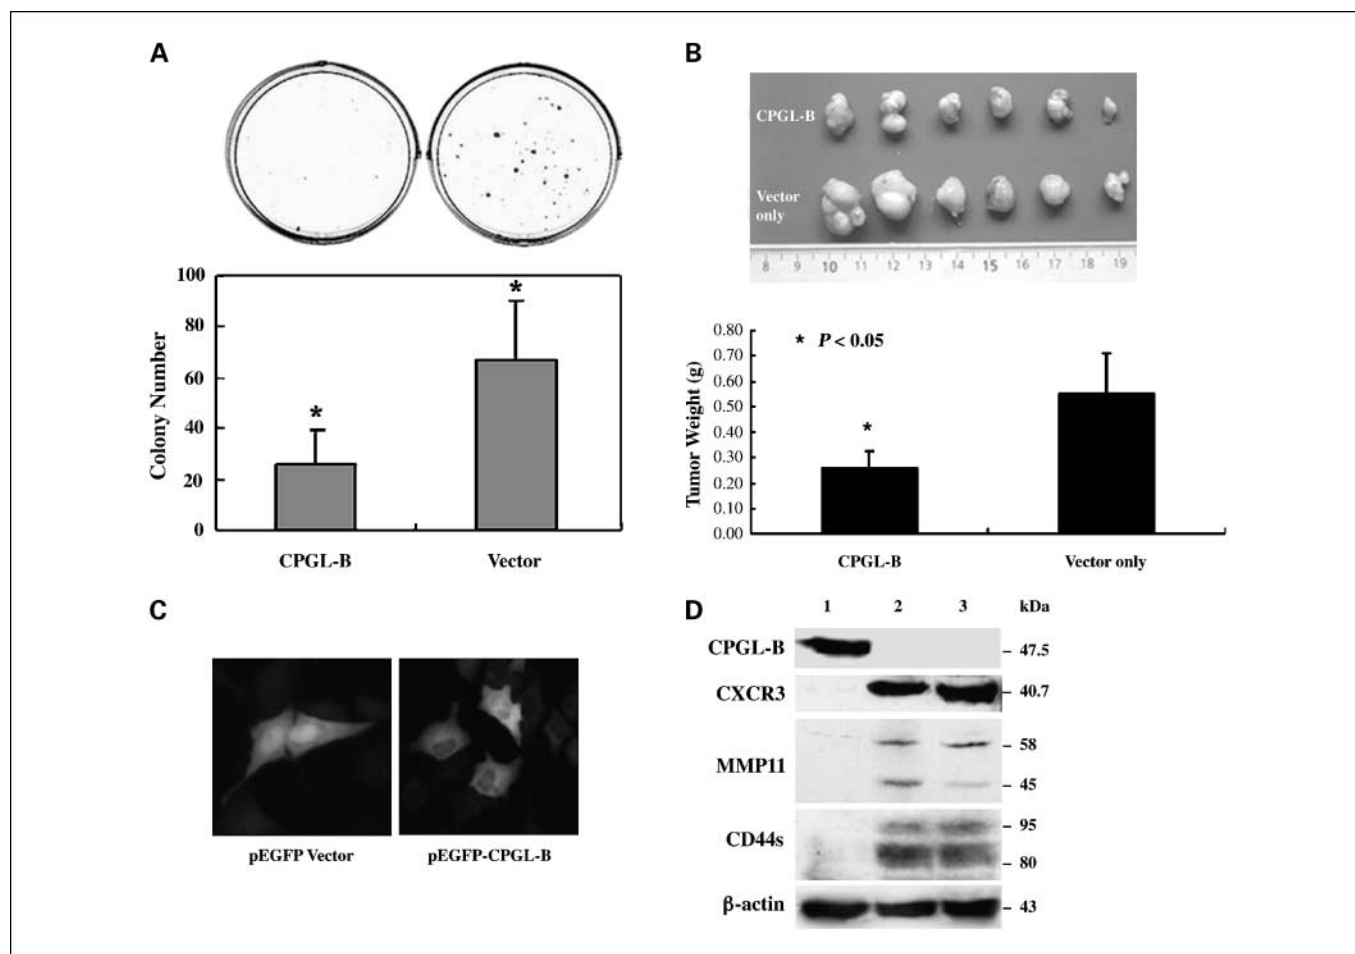 A
100
80
60
40
20
0
Colony Number
*
*
CPGL-B
Vector
B
CPGL-B
Vector
only
8 9 10 11 12 13 14 15 16 17 18 19
0.80
0.70
0.60
0.50
0.40
0.30
0.20
0.10
0.00
Tumor Weight (g)
* P < 0.05
*
CPGL-B
Vector only
C
pEGFP Vector
pEGFP-CPGL-B
D
1 2 3 kDa
CPGL-B – 47.5
CXCR3 – 40.7
MMP11 – 58
– 45
CD44s – 95
– 80
β-actin – 43